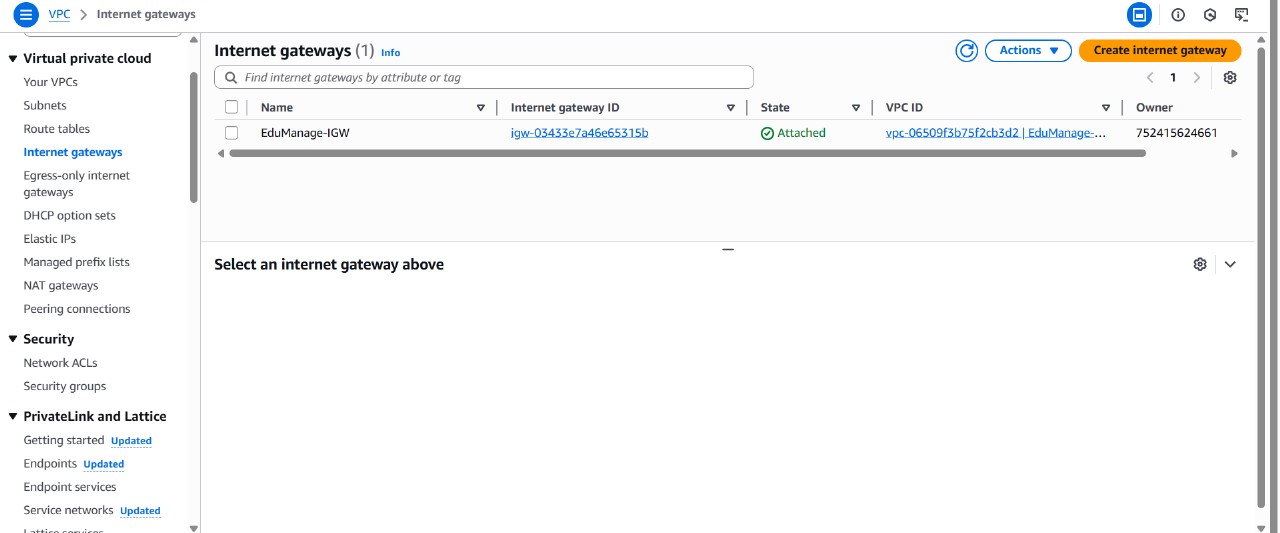 VPC > Internet gateways
Virtual private cloud
Your VPCs
Subnets
Route tables
Internet gateways
Egress-only internet
gateways
DHCP option sets
Elastic IPs
Managed prefix lists
NAT gateways
Peering connections
Security
Network ACLs
Security groups
PrivateLink and Lattice
Getting started Updated
Endpoints Updated
Endpoint services
Service networks Updated
Lattice services
Internet gateways (1) Info
Actions
Create internet gateway
Find internet gateways by attribute or tag
1
Name Internet gateway ID State VPC ID Owner
EduManage-IGW igw-03433e7a46e65315b Attached vpc-06509f3b75f2cb3d2 | EduManage-... 752415624661
Select an internet gateway above